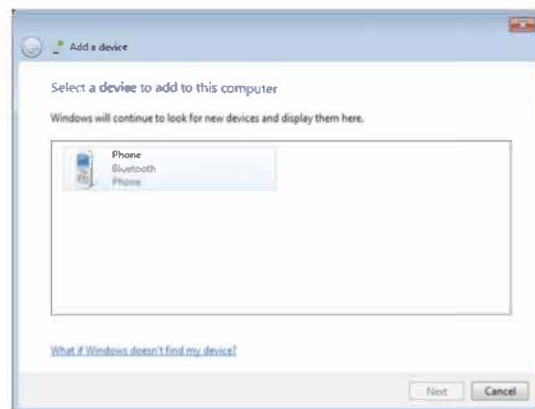 Add a device
Select a device to add to this computer
Windows will continue to look for new devices and display them here.
Phone
Bluetooth
Phone
What if Windows doesn't find my device?
Next
Cancel